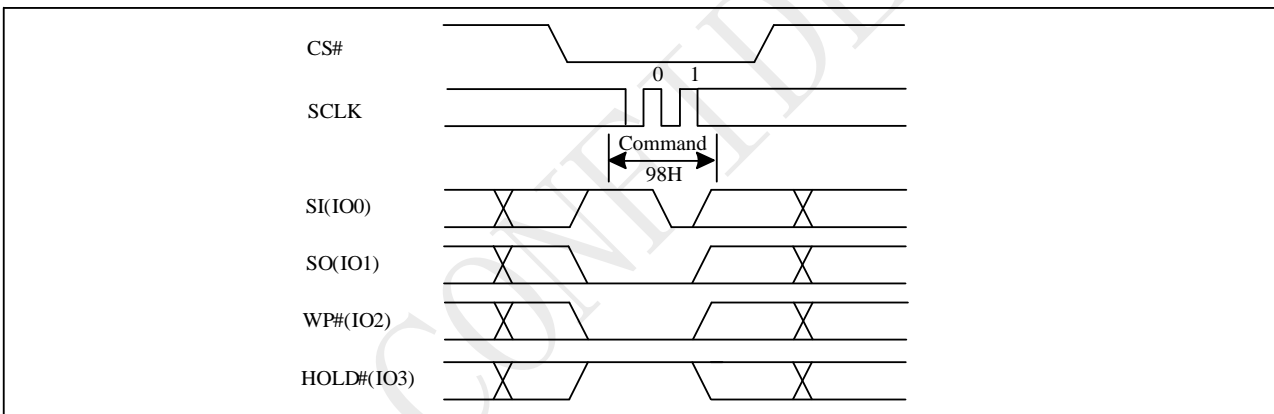 CS#
0 1
SCLK
Command
98H
SI(IO0)
SO(IO1)
WP#(IO2)
HOLD#(IO3)